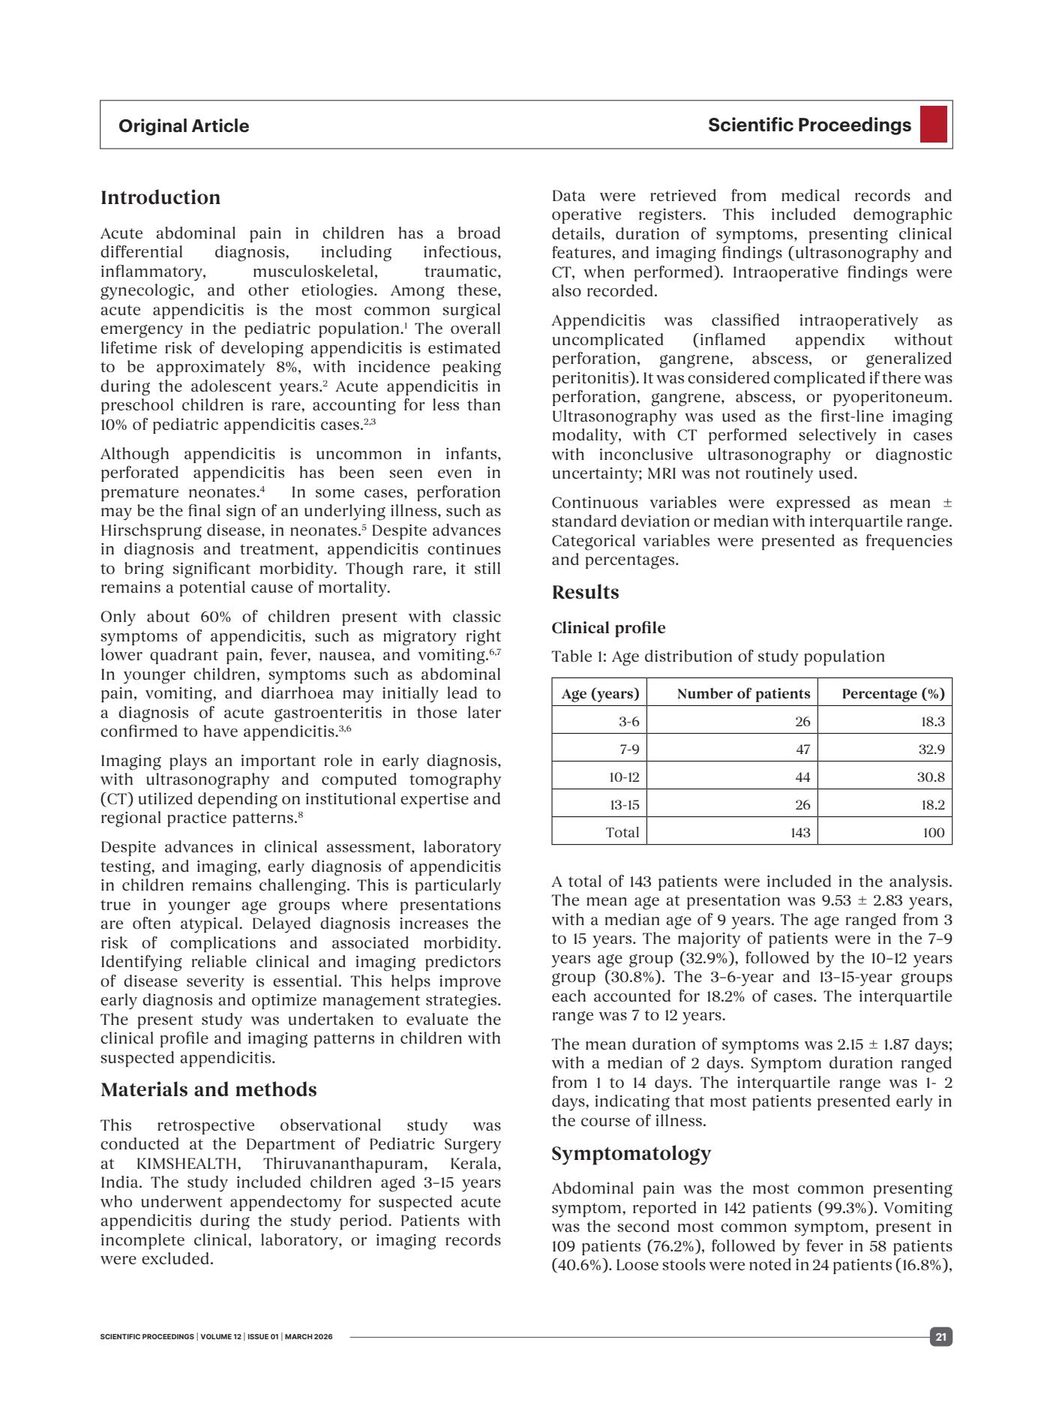 Original Article
Scientific Proceedings
Introduction
Acute abdominal pain in children has a broad
differential diagnosis, including infectious,
inflammatory, musculoskeletal, traumatic,
gynecologic, and other etiologies. Among these,
acute appendicitis is the most common surgical
emergency in the pediatric population.¹ The overall
lifetime risk of developing appendicitis is estimated
to be approximately 8%, with incidence peaking
during the adolescent years.² Acute appendicitis in
preschool children is rare, accounting for less than
10% of pediatric appendicitis cases.²,³
Although appendicitis is uncommon in infants,
perforated appendicitis has been seen even in
premature neonates.⁴ In some cases, perforation
may be the final sign of an underlying illness, such as
Hirschsprung disease, in neonates.⁵ Despite advances
in diagnosis and treatment, appendicitis continues
to bring significant morbidity. Though rare, it still
remains a potential cause of mortality.
Only about 60% of children present with classic
symptoms of appendicitis, such as migratory right
lower quadrant pain, fever, nausea, and vomiting.⁶,⁷
In younger children, symptoms such as abdominal
pain, vomiting, and diarrhoea may initially lead to
a diagnosis of acute gastroenteritis in those later
confirmed to have appendicitis.³,⁶
Imaging plays an important role in early diagnosis,
with ultrasonography and computed tomography
(CT) utilized depending on institutional expertise and
regional practice patterns.⁸
Despite advances in clinical assessment, laboratory
testing, and imaging, early diagnosis of appendicitis
in children remains challenging. This is particularly
true in younger age groups where presentations
are often atypical. Delayed diagnosis increases the
risk of complications and associated morbidity.
Identifying reliable clinical and imaging predictors
of disease severity is essential. This helps improve
early diagnosis and optimize management strategies.
The present study was undertaken to evaluate the
clinical profile and imaging patterns in children with
suspected appendicitis.
Materials and methods
This retrospective observational study was
conducted at the Department of Pediatric Surgery
at KIMSHEALTH, Thiruvananthapuram, Kerala,
India. The study included children aged 3–15 years
who underwent appendectomy for suspected acute
appendicitis during the study period. Patients with
incomplete clinical, laboratory, or imaging records
were excluded.
Data were retrieved from medical records and
operative registers. This included demographic
details, duration of symptoms, presenting clinical
features, and imaging findings (ultrasonography and
CT, when performed). Intraoperative findings were
also recorded.
Appendicitis was classified intraoperatively as
uncomplicated (inflamed appendix without
perforation, gangrene, abscess, or generalized
peritonitis). It was considered complicated if there was
perforation, gangrene, abscess, or pyoperitoneum.
Ultrasonography was used as the first-line imaging
modality, with CT performed selectively in cases
with inconclusive ultrasonography or diagnostic
uncertainty; MRI was not routinely used.
Continuous variables were expressed as mean ±
standard deviation or median with interquartile range.
Categorical variables were presented as frequencies
and percentages.
Results
Clinical profile
Table 1: Age distribution of study population
Age (years) Number of patients Percentage (%)
3-6 26 18.3
7-9 47 32.9
10-12 44 30.8
13-15 26 18.2
Total 143 100
A total of 143 patients were included in the analysis.
The mean age at presentation was 9.53 ± 2.83 years,
with a median age of 9 years. The age ranged from 3
to 15 years. The majority of patients were in the 7–9
years age group (32.9%), followed by the 10–12 years
group (30.8%). The 3–6-year and 13–15-year groups
each accounted for 18.2% of cases. The interquartile
range was 7 to 12 years.
The mean duration of symptoms was 2.15 ± 1.87 days;
with a median of 2 days. Symptom duration ranged
from 1 to 14 days. The interquartile range was 1- 2
days, indicating that most patients presented early in
the course of illness.
Symptomatology
Abdominal pain was the most common presenting
symptom, reported in 142 patients (99.3%). Vomiting
was the second most common symptom, present in
109 patients (76.2%), followed by fever in 58 patients
(40.6%). Loose stools were noted in 24 patients (16.8%),
SCIENTIFIC PROCEEDINGS | VOLUME 12 | ISSUE 01 | MARCH 2026
21